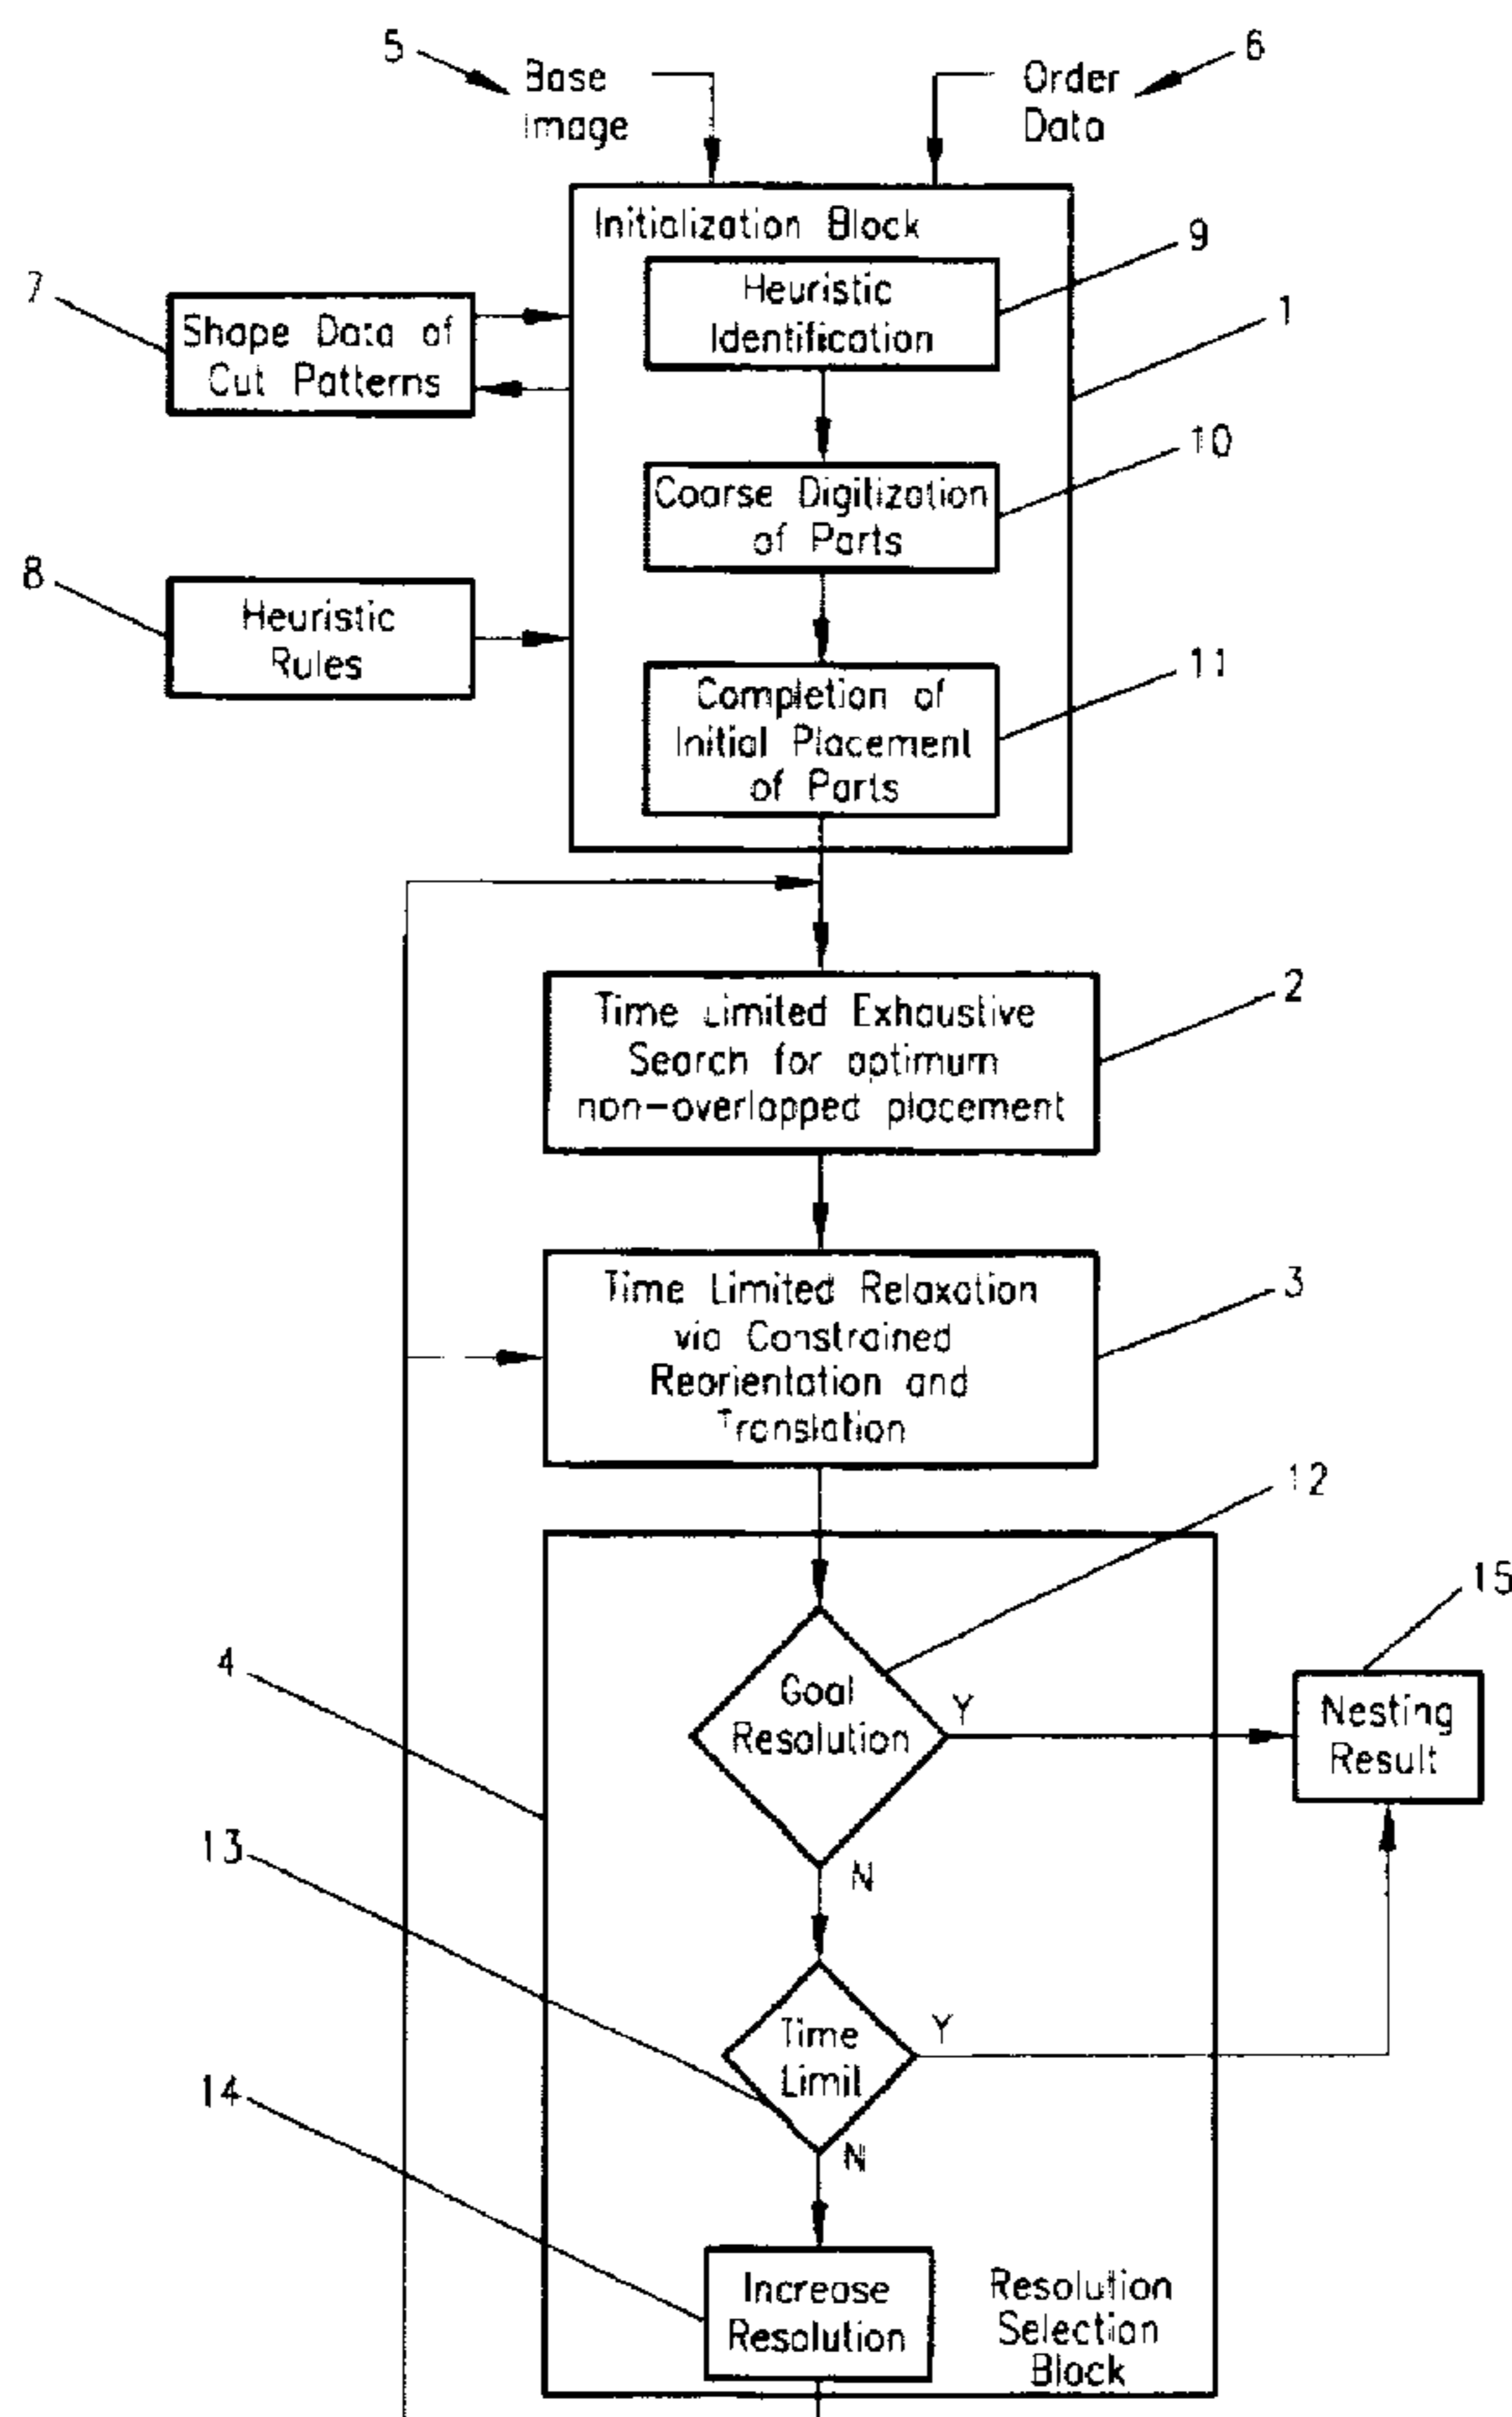 5
Base
Image
Order
Data
6
Initialization Block
Heuristic
Identification
9
1
7
Shape Data of
Cut Patterns
Coarse Digitization
of Parts
10
8
Heuristic
Rules
Completion of
Initial Placement
of Parts
11
Time Limited Exhaustive
Search for optimum
non-overlapped placement
2
Time Limited Relaxation
via Constrained
Reorientation and
Translation
3
12
15
4
Goal
Resolution
Y
Nesting
Result
13
N
Time
Limit
Y
14
N
Increase
Resolution
Resolution
Selection
Block